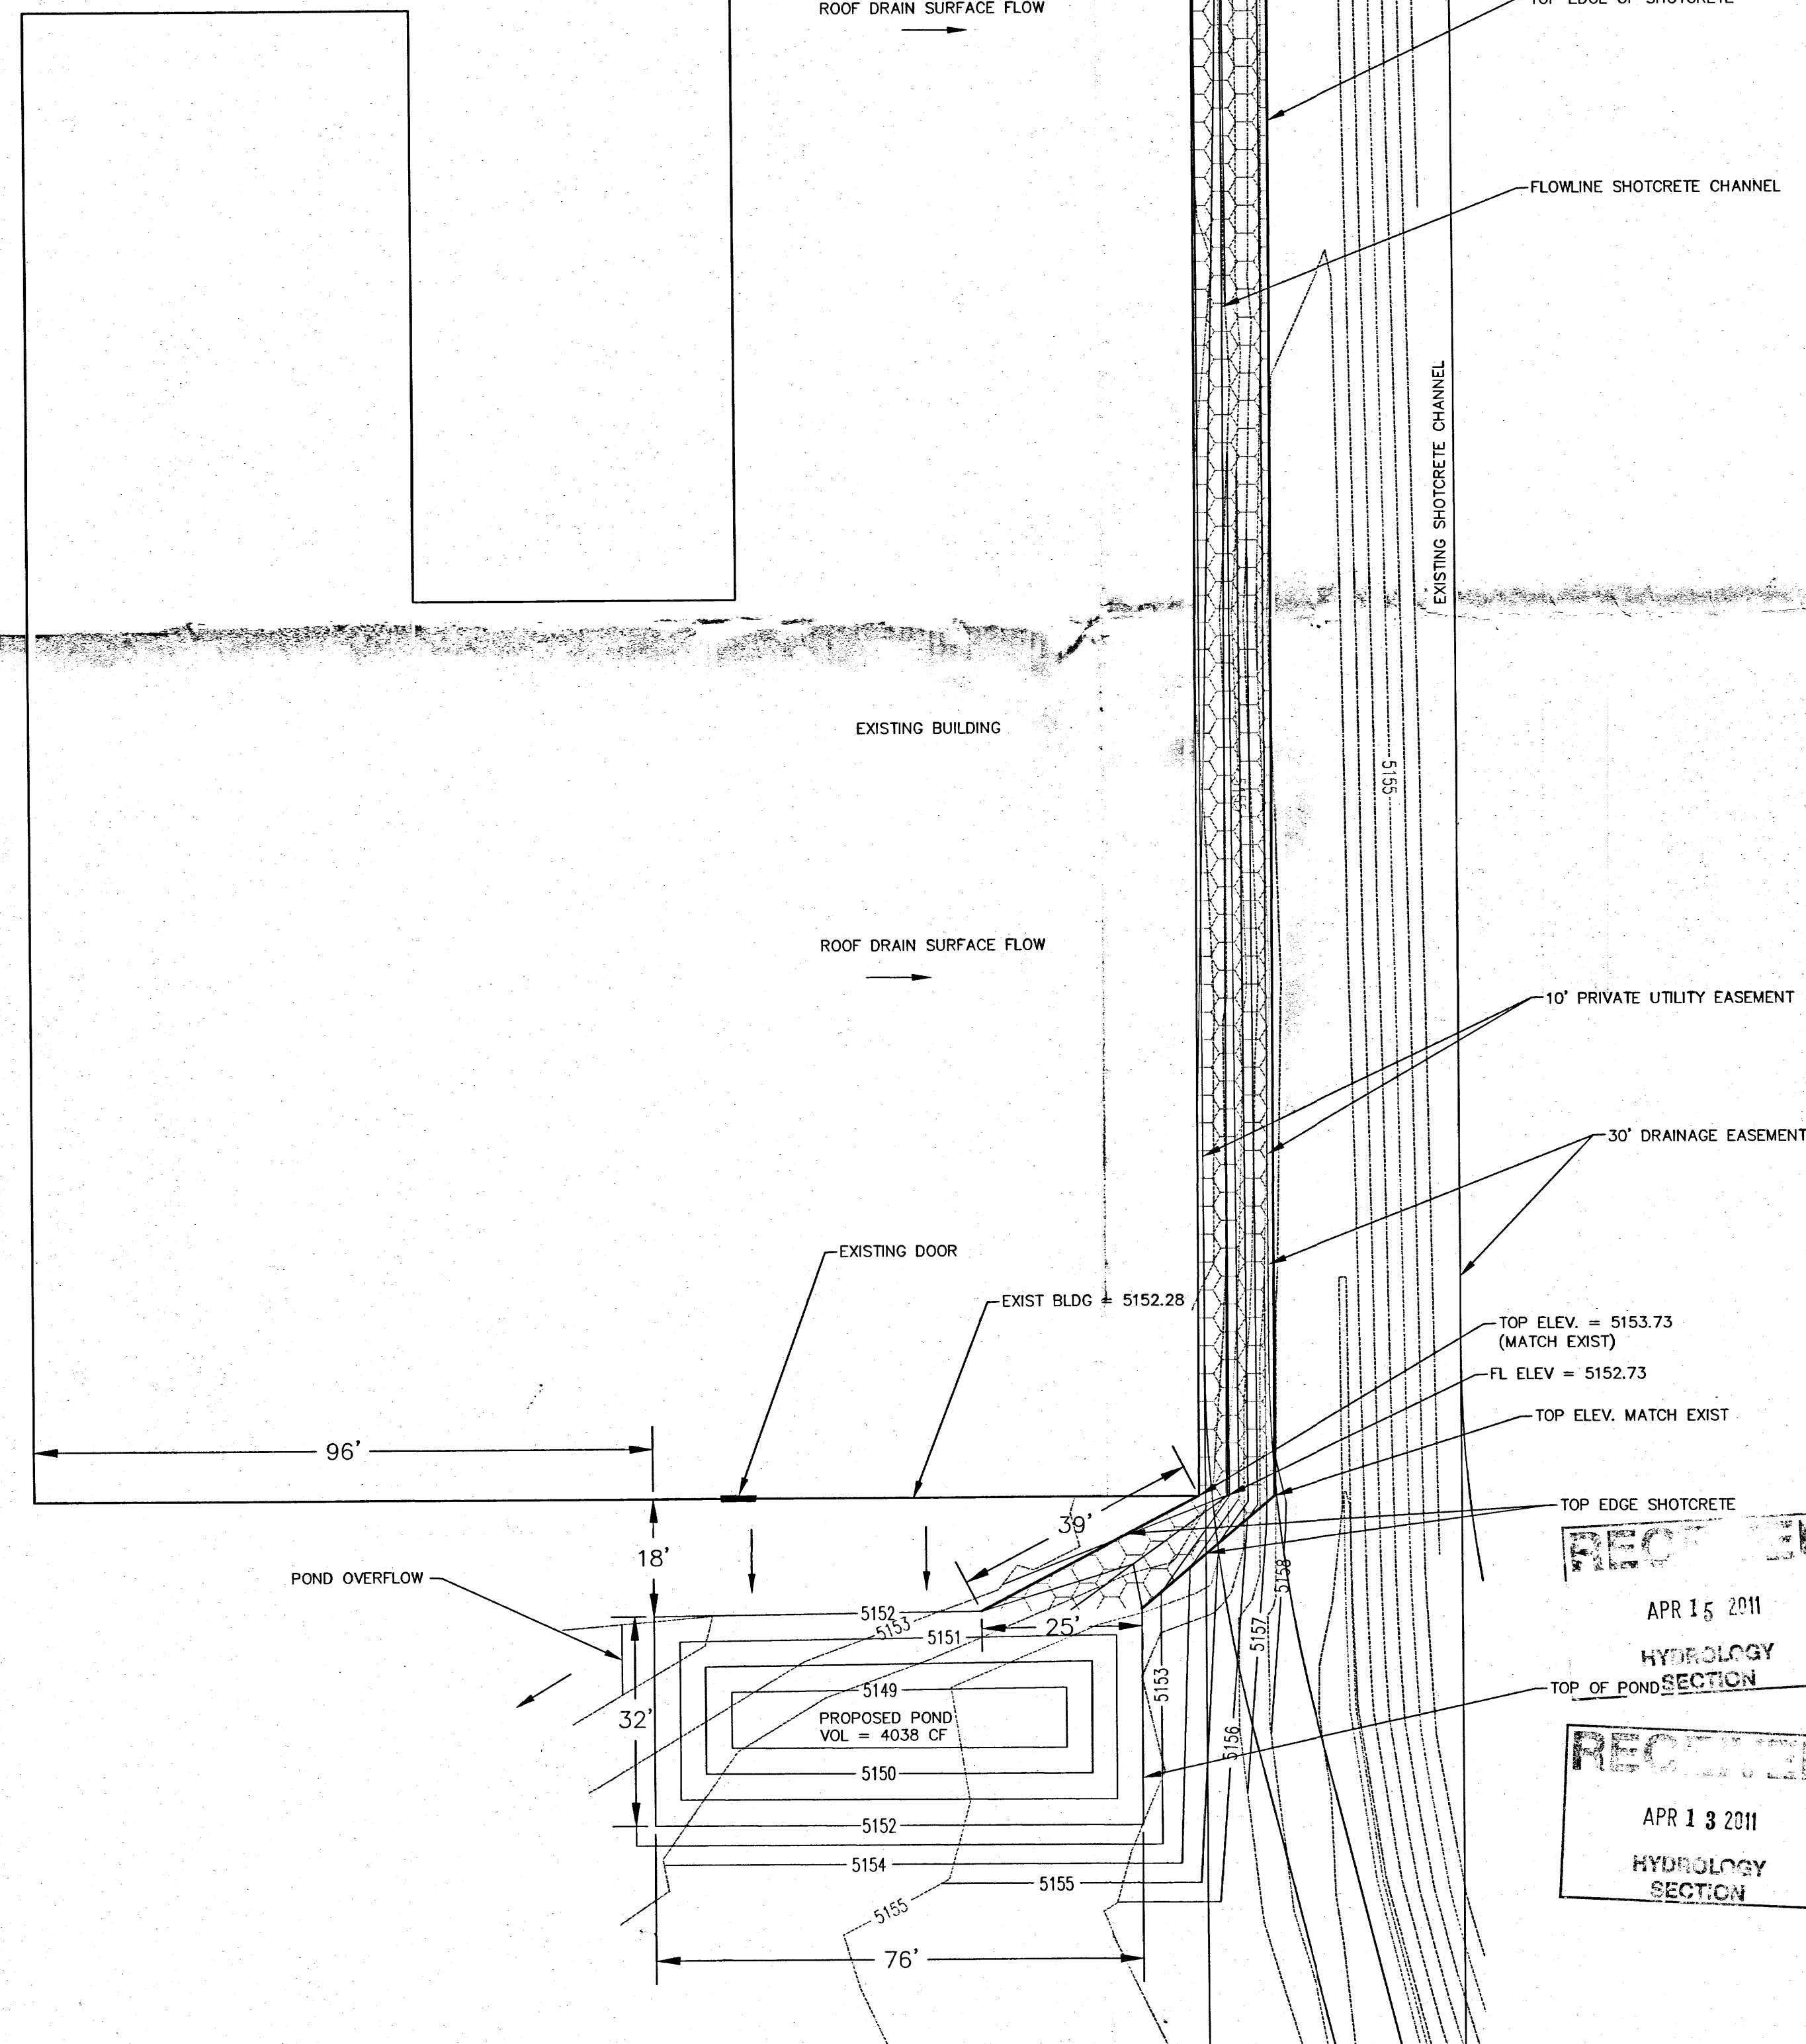 ROOF DRAIN SURFACE FLOW
TOP EDGE OF SHOTCRETE
FLOWLINE SHOTCRETE CHANNEL
EXISTING SHOTCRETE CHANNEL
EXISTING BUILDING
5155
ROOF DRAIN SURFACE FLOW
10' PRIVATE UTILITY EASEMENT
30' DRAINAGE EASEMENT
EXISTING DOOR
EXIST BLDG = 5152.28
TOP ELEV. = 5153.73
(MATCH EXIST)
FL ELEV = 5152.73
TOP ELEV. MATCH EXIST
96'
39'
TOP EDGE SHOTCRETE
18'
POND OVERFLOW
5158
5152
5153
5151
25'
5157
APR 15 2011
HYDROLOGY
SECTION
TOP OF POND
5153
5149
32'
PROPOSED POND
VOL = 4038 CF
5156
5150
5152
APR 13 2011
HYDROLOGY
SECTION
5154
5155
5155
76'